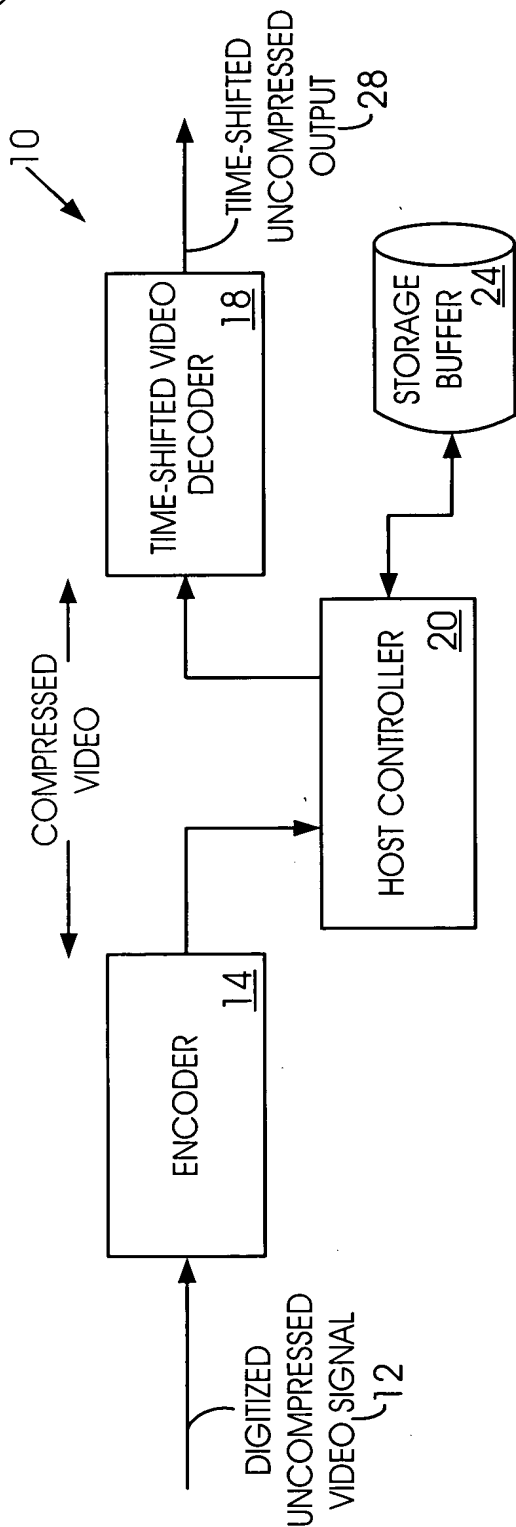 10
COMPRESSED
VIDEO
DIGITIZED
UNCOMPRESSED
VIDEO SIGNAL
12
ENCODER
14
HOST CONTROLLER
20
TIME-SHIFTED VIDEO
DECODER
18
STORAGE
BUFFER
24
TIME-SHIFTED
UNCOMPRESSED
OUTPUT
28